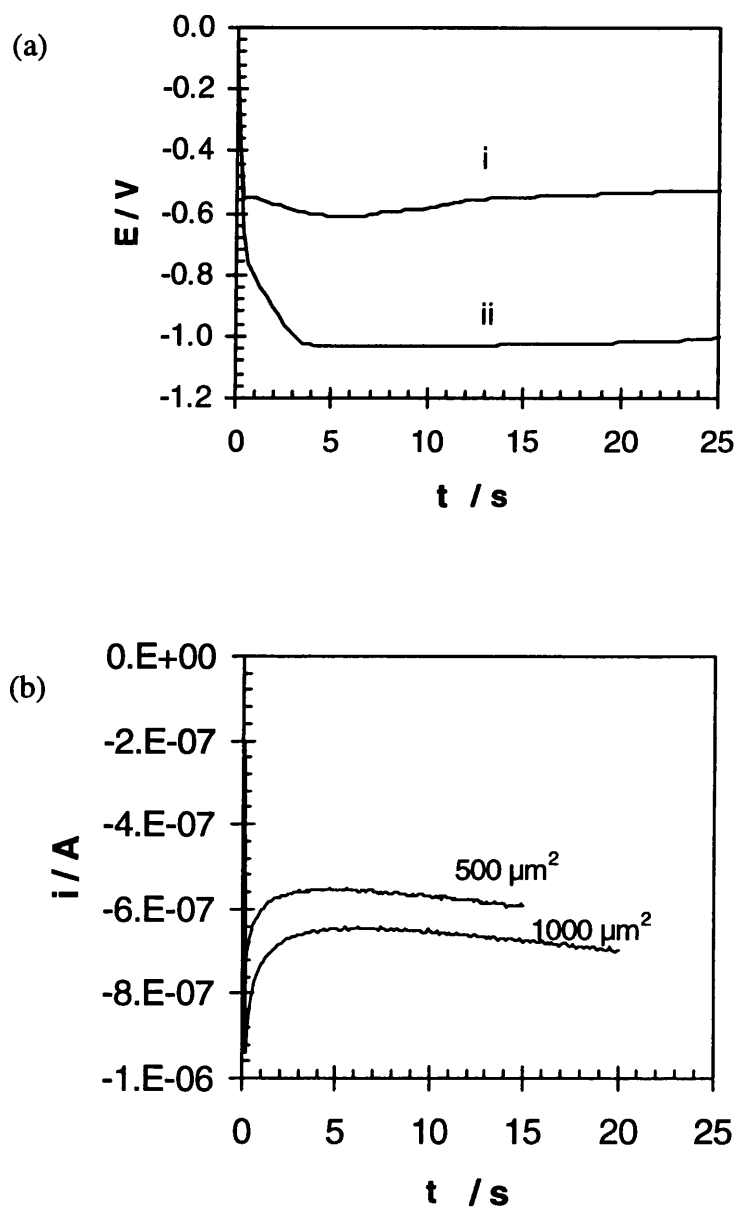 (a)
0.0
-0.2
-0.4
-0.6
-0.8
-1.0
-1.2
E / V
i
ii
0 5 10 15 20 25
t / s
(b)
0.E+00
-2.E-07
-4.E-07
-6.E-07
-8.E-07
-1.E-06
i / A
500 µm²
1000 µm²
0 5 10 15 20 25
t / s